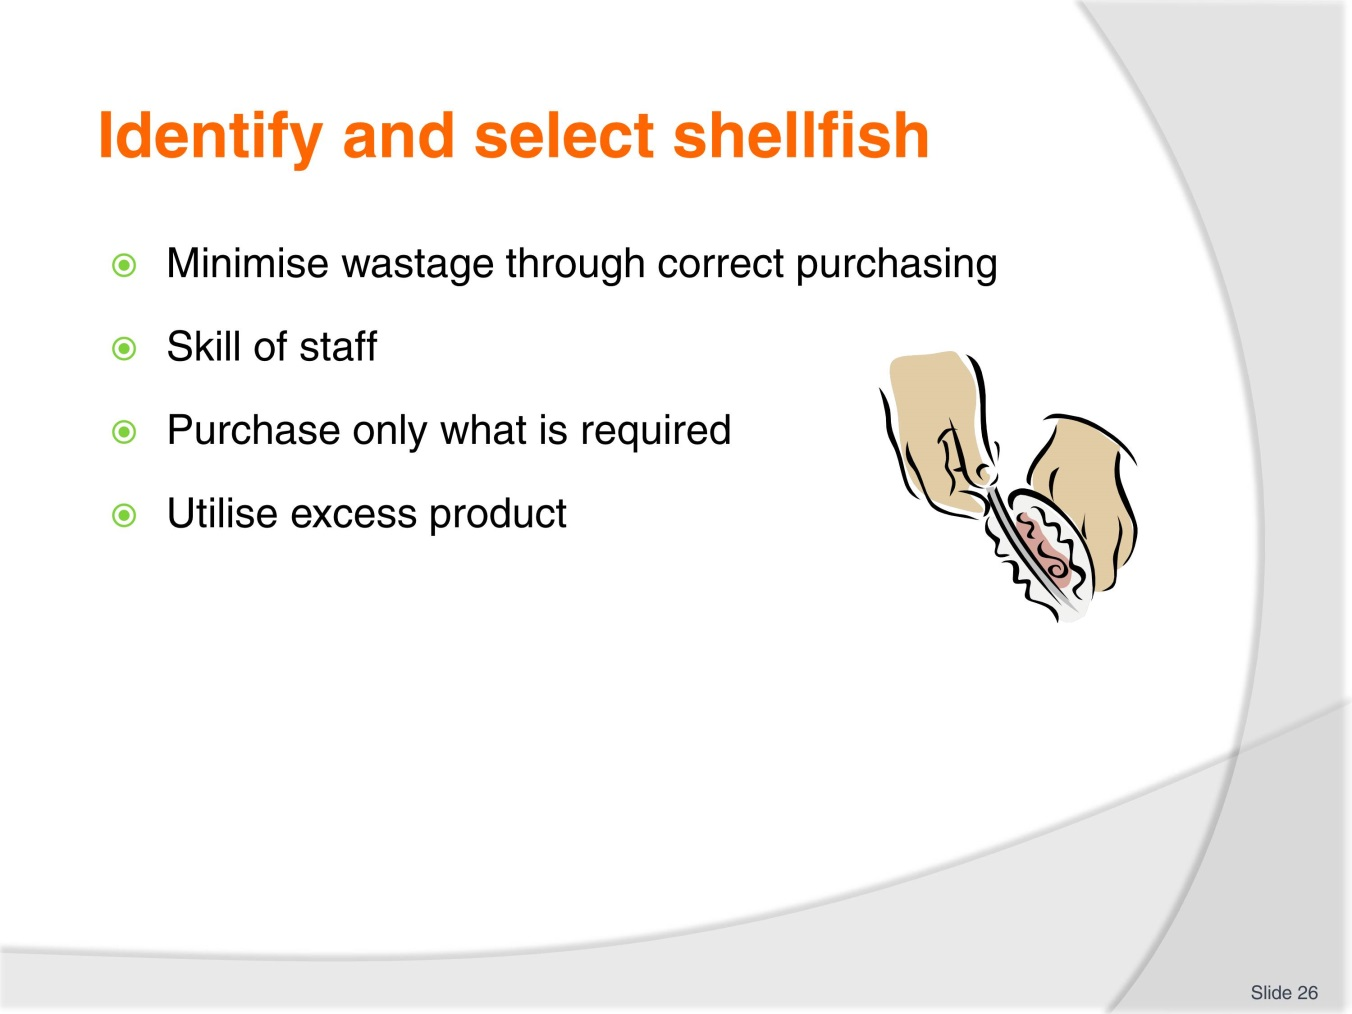 Identify and select shellfish
Minimise wastage through correct purchasing
Skill of staff
Purchase only what is required
Utilise excess product
Slide 26